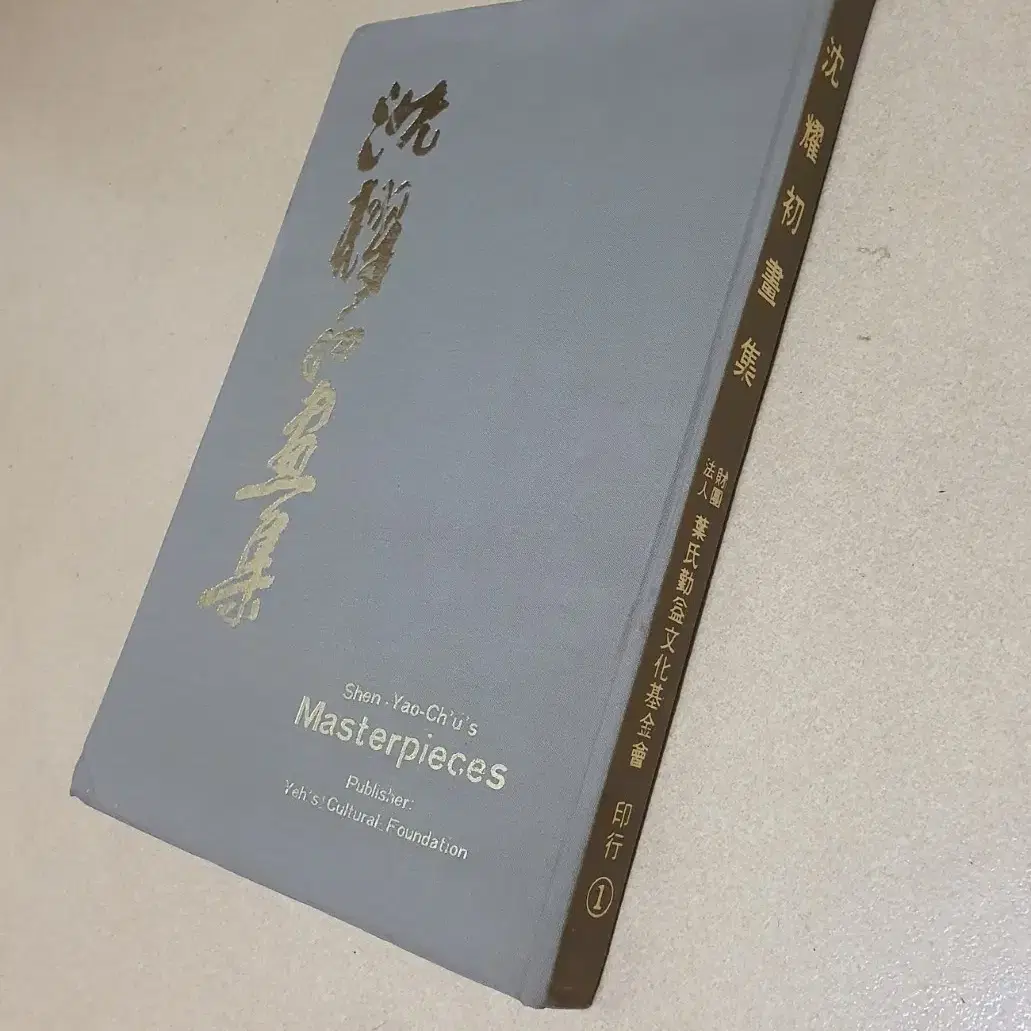 沈耀初畫集
Shen.Yao-Ch'ü's
Masterpieces
Publisher:
Yeh's.Cultural.Foundation
沈耀初畫集
財團
法人
葉氏勤益文化基金會
印行
①